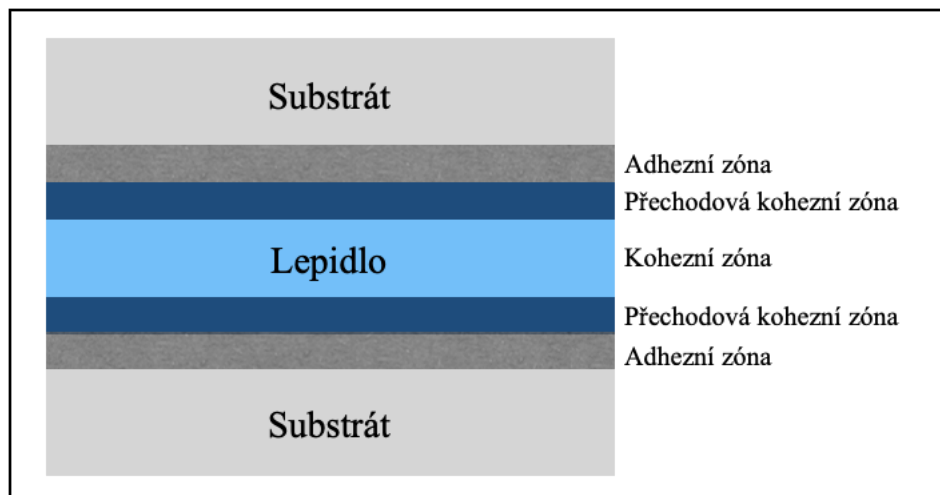 Substrát
Adhezní zóna
Přechodová kohezní zóna
Lepidlo
Kohezní zóna
Přechodová kohezní zóna
Adhezní zóna
Substrát